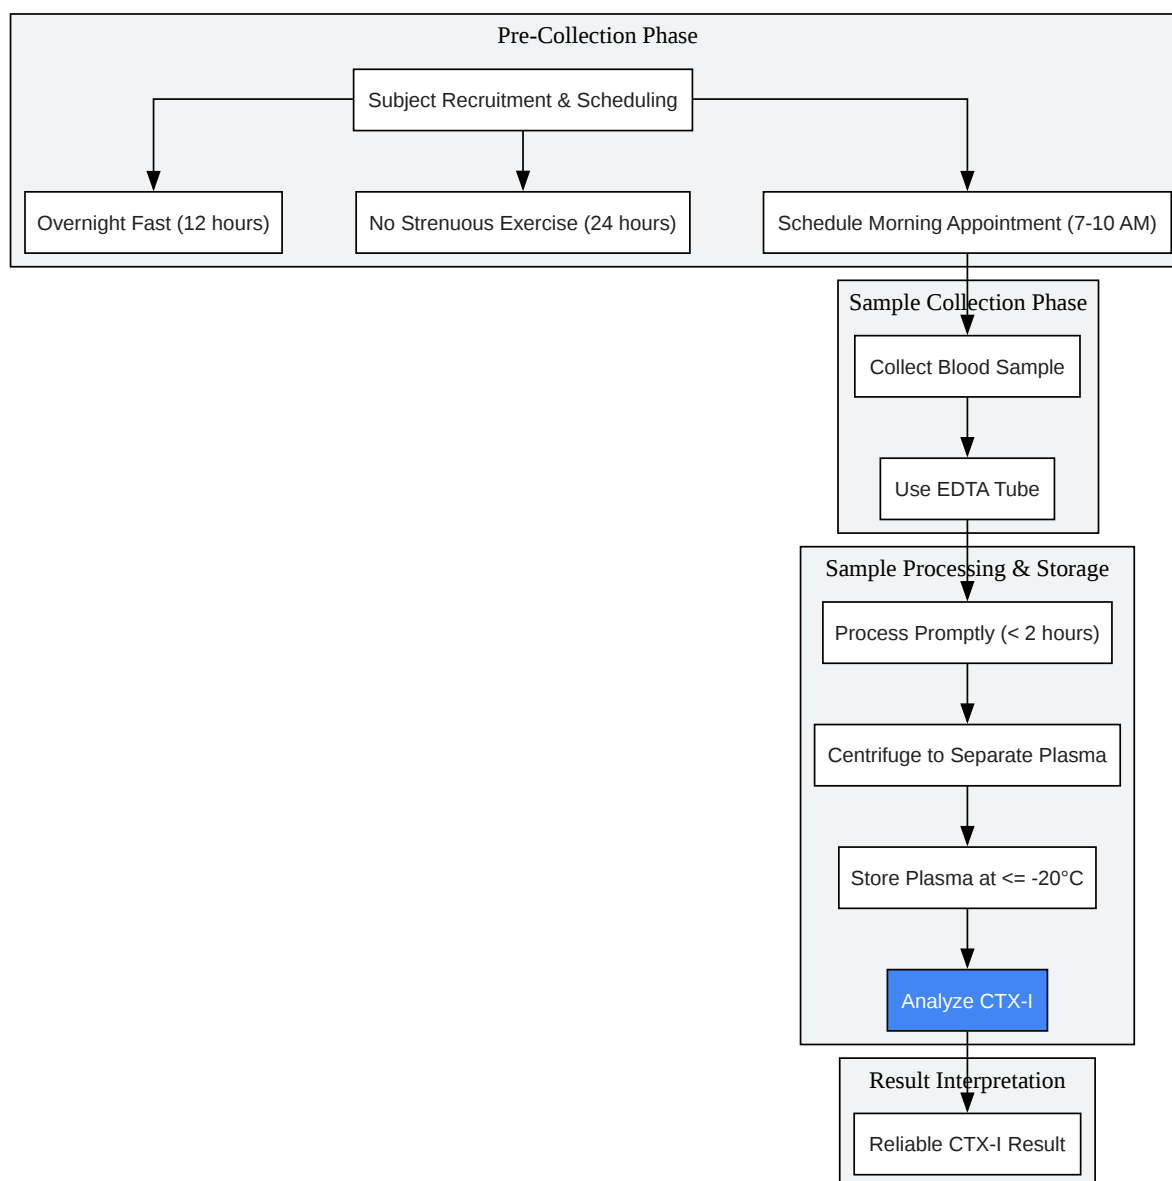 Pre-Collection Phase
Subject Recruitment & Scheduling
Overnight Fast (12 hours)
No Strenuous Exercise (24 hours)
Schedule Morning Appointment (7-10 AM)
Sample Collection Phase
Collect Blood Sample
Use EDTA Tube
Sample Processing & Storage
Process Promptly (< 2 hours)
Centrifuge to Separate Plasma
Store Plasma at <= -20°C
Analyze CTX-I
Result Interpretation
Reliable CTX-I Result